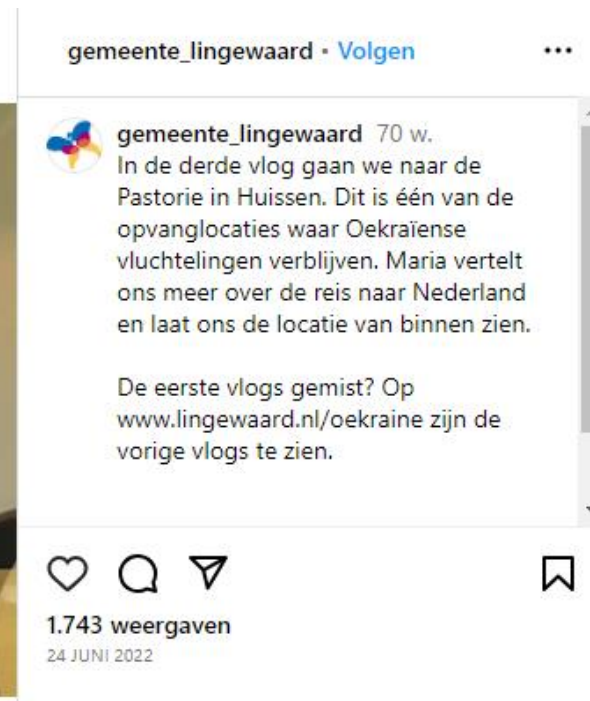 gemeente_lingewaard • Volgen
gemeente_lingewaard 70 w.
In de derde vlog gaan we naar de
Pastorie in Huissen. Dit is één van de
opvanglocaties waar Oekraïense
vluchtelingen verblijven. Maria vertelt
ons meer over de reis naar Nederland
en laat ons de locatie van binnen zien.
De eerste vlogs gemist? Op
www.lingewaard.nl/oekraine zijn de
vorige vlogs te zien.
1.743 weergaven
24 JUNI 2022